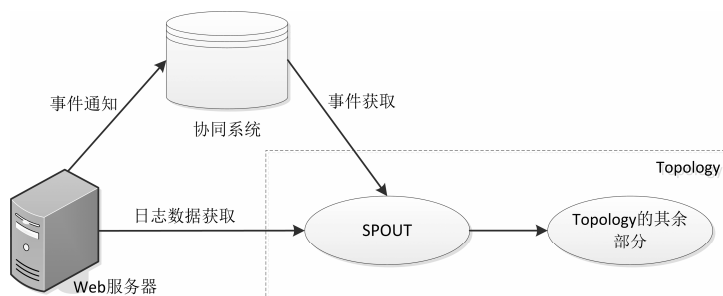 事件通知
事件获取
协同系统
Topology
日志数据获取
SPOUT
Topology的其余
部分
Web服务器